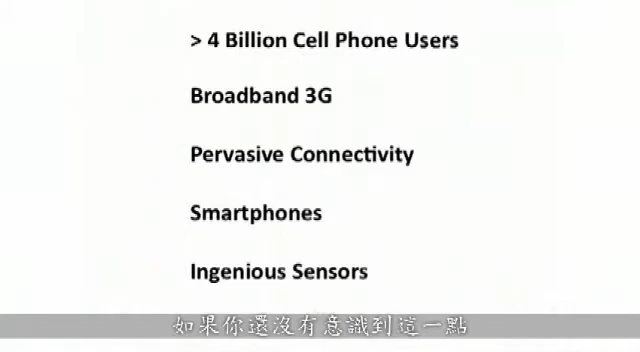 > 4 Billion Cell Phone Users
Broadband 3G
Pervasive Connectivity
Smartphones
Ingenious Sensors
如果你還沒有意識到這一點